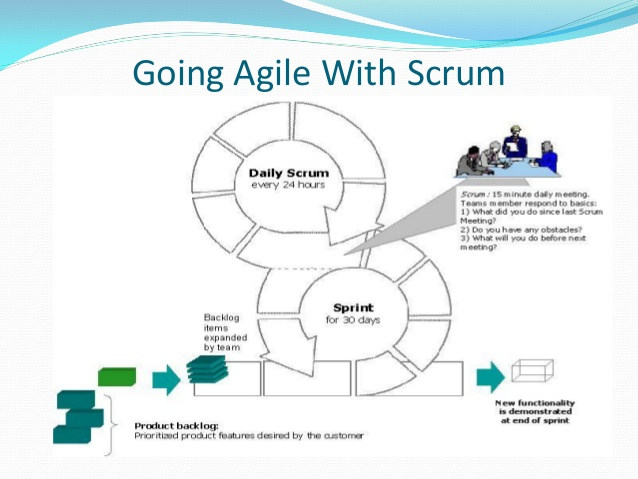 Going Agile With Scrum
Daily Scrum
every 24 hours
Scrum: 15 minute daily meeting.
Teams member respond to basics:
1) What did you do since last Scrum
Meeting?
2) Do you have any obstacles?
3) What will you do before next
meeting?
Sprint
for 30 days
Backlog
items
expanded
by team
New functionality
is demonstrated
at end of sprint
Product backlog:
Prioritized product features desired by the customer